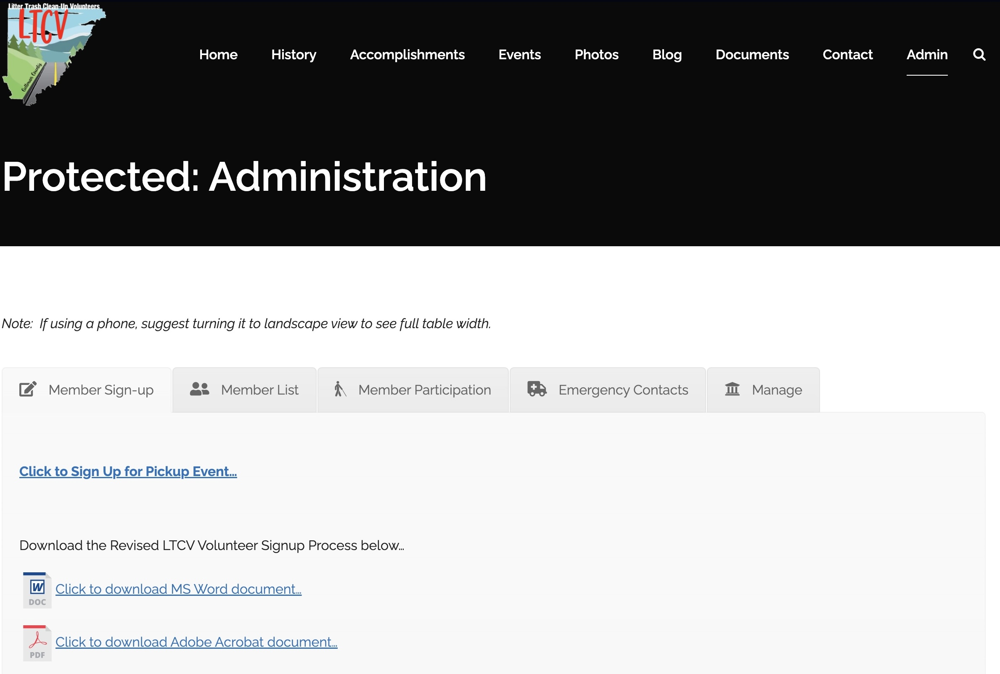 Litter Trash Clean-Up Volunteers
LTCV
Cullman County
Home History Accomplishments Events Photos Blog Documents Contact Admin
Protected: Administration
Note:  If using a phone, suggest turning it to landscape view to see full table width.
Member Sign-up Member List Member Participation Emergency Contacts Manage
Click to Sign Up for Pickup Event...
Download the Revised LTCV Volunteer Signup Process below...
W
DOC
Click to download MS Word document...
PDF
Click to download Adobe Acrobat document...